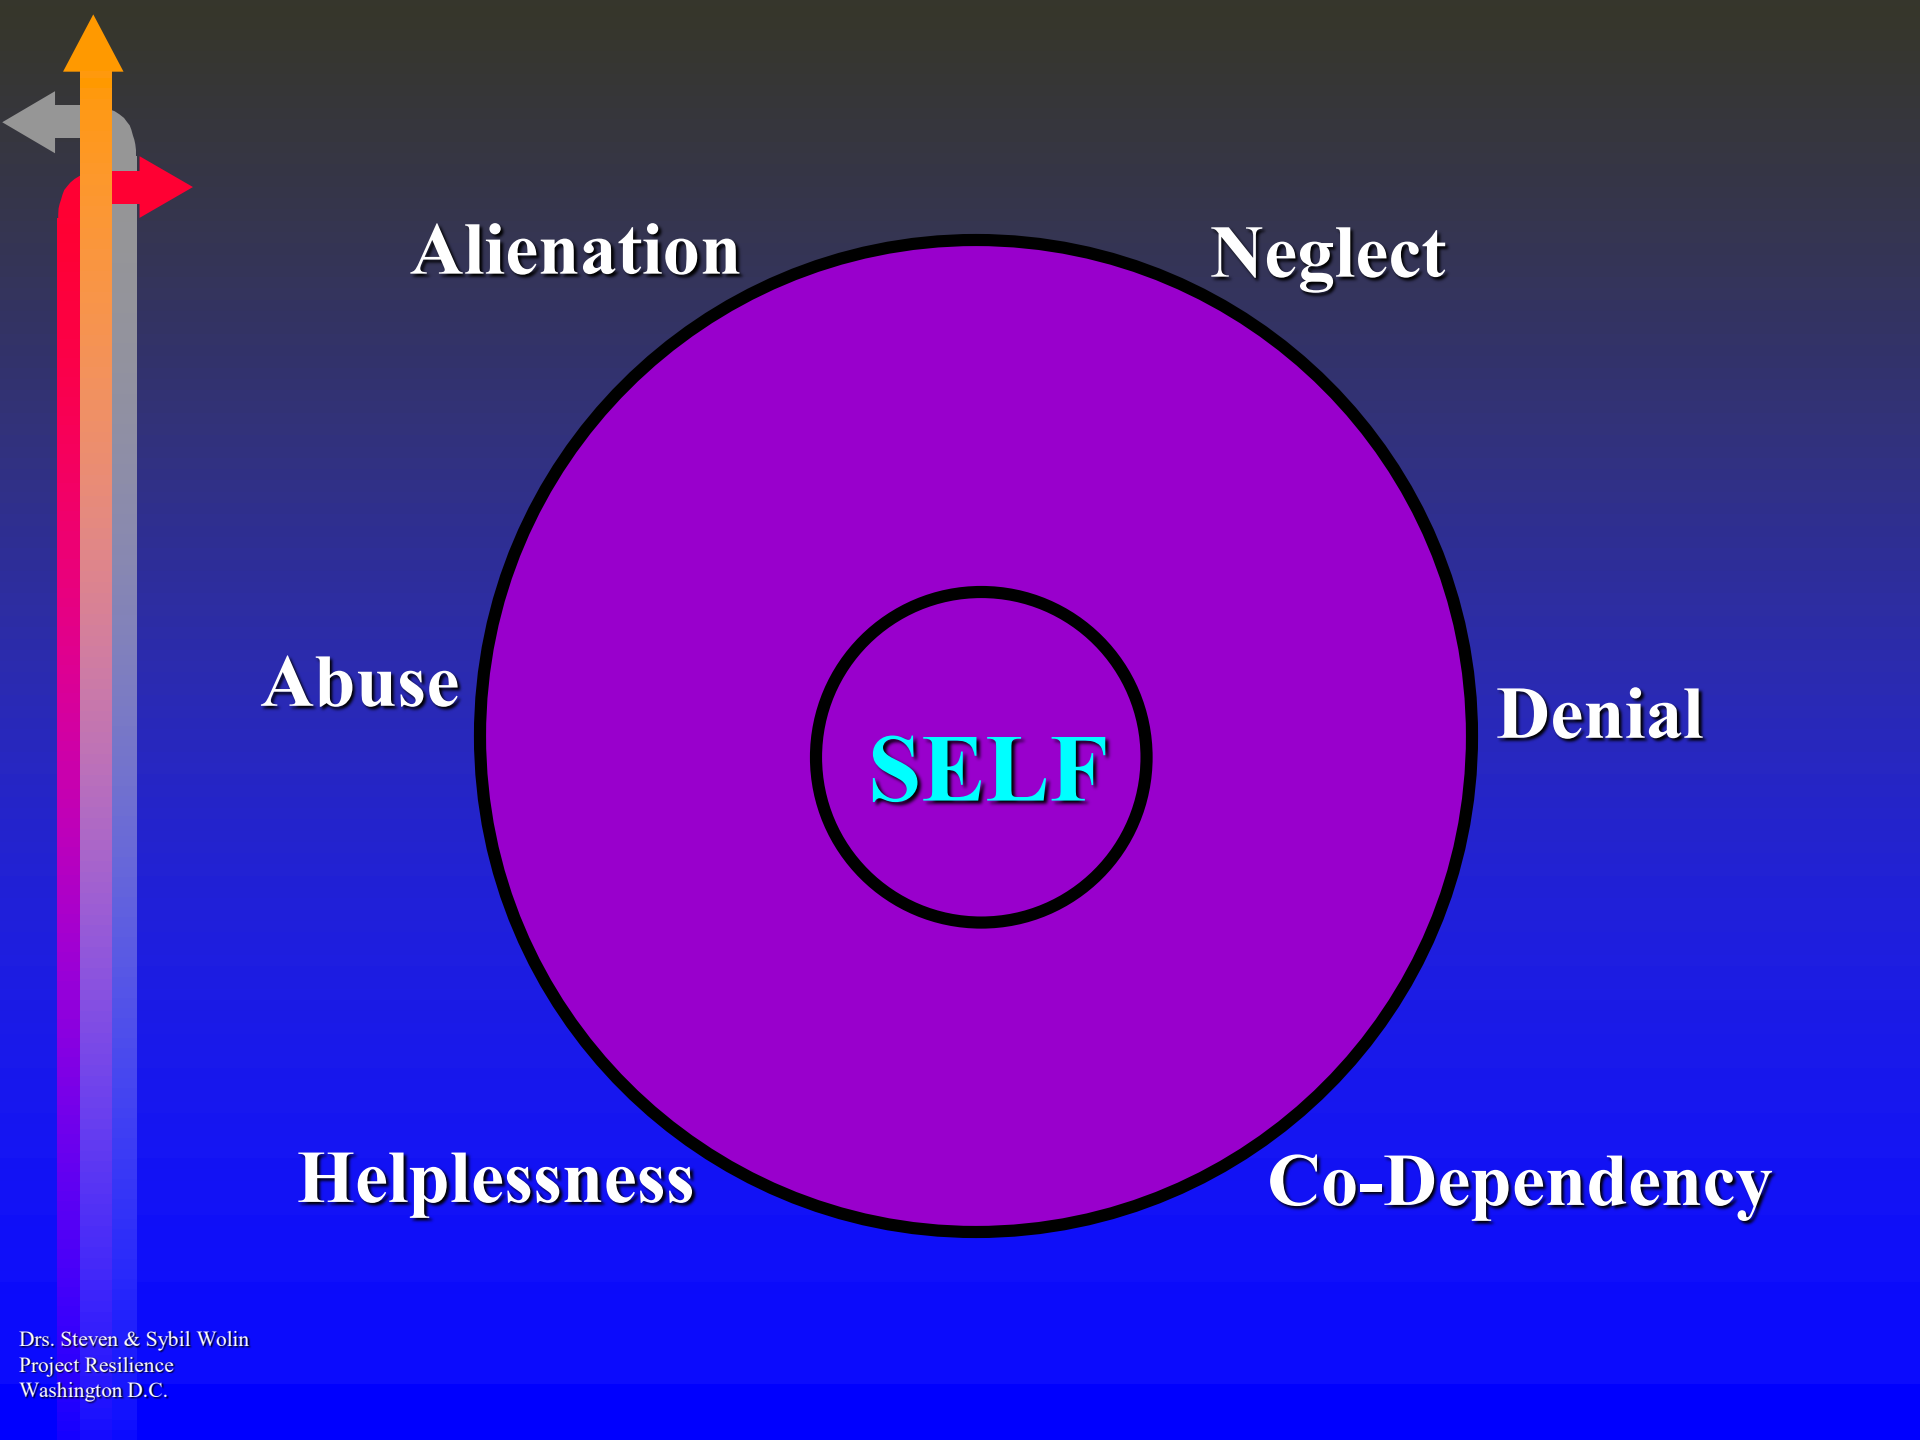 Alienation
Neglect
Abuse
Denial
SELF
Helplessness
Co-Dependency
Drs. Steven & Sybil Wolin
Project Resilience
Washington D.C.